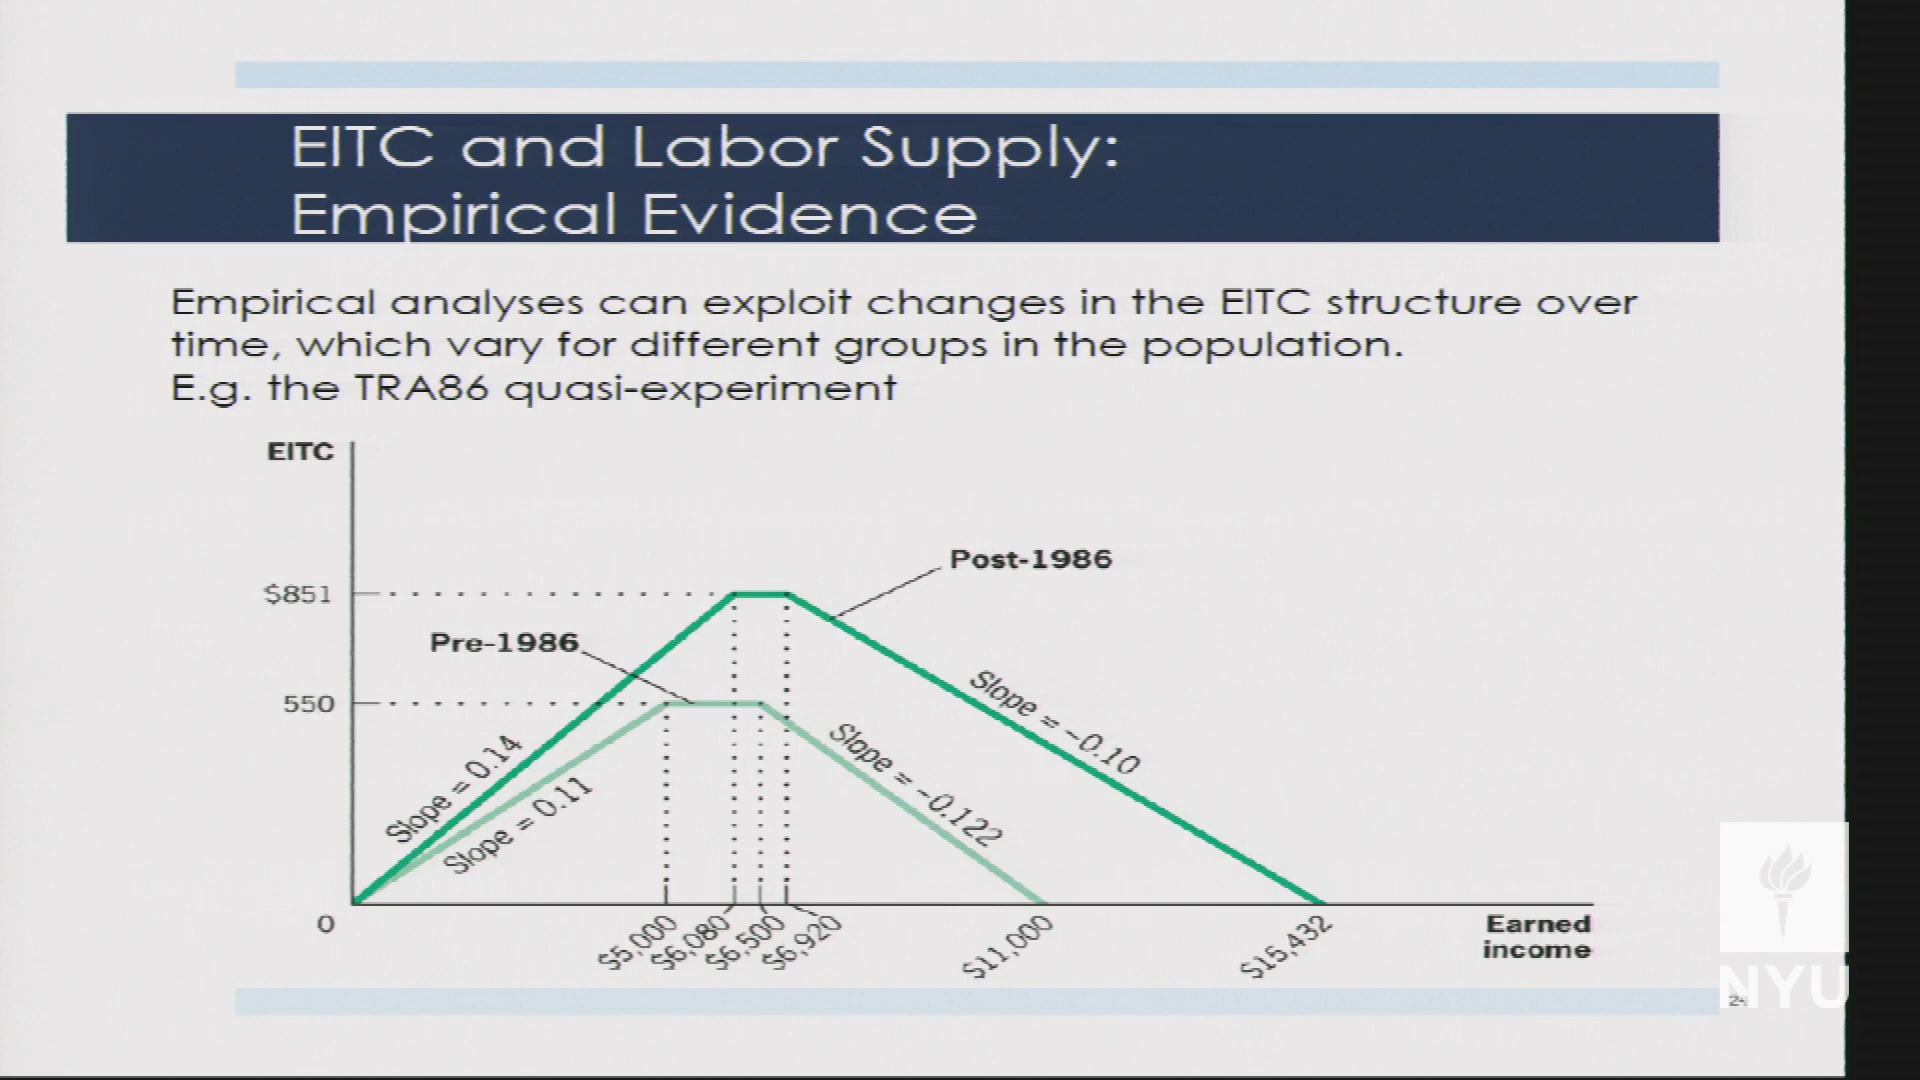 EITC and Labor Supply:
Empirical Evidence
Empirical analyses can exploit changes in the EITC structure over
time, which vary for different groups in the population.
E.g. the TRA86 quasi-experiment
EITC
Post-1986
$851
Pre-1986
550
Slope = 0.14
Slope = 0.11
Slope = -0.122
Slope = -0.10
0
$5,000
$6,080
$6,500
$6,920
$11,000
$15,432
Earned
income
NYU